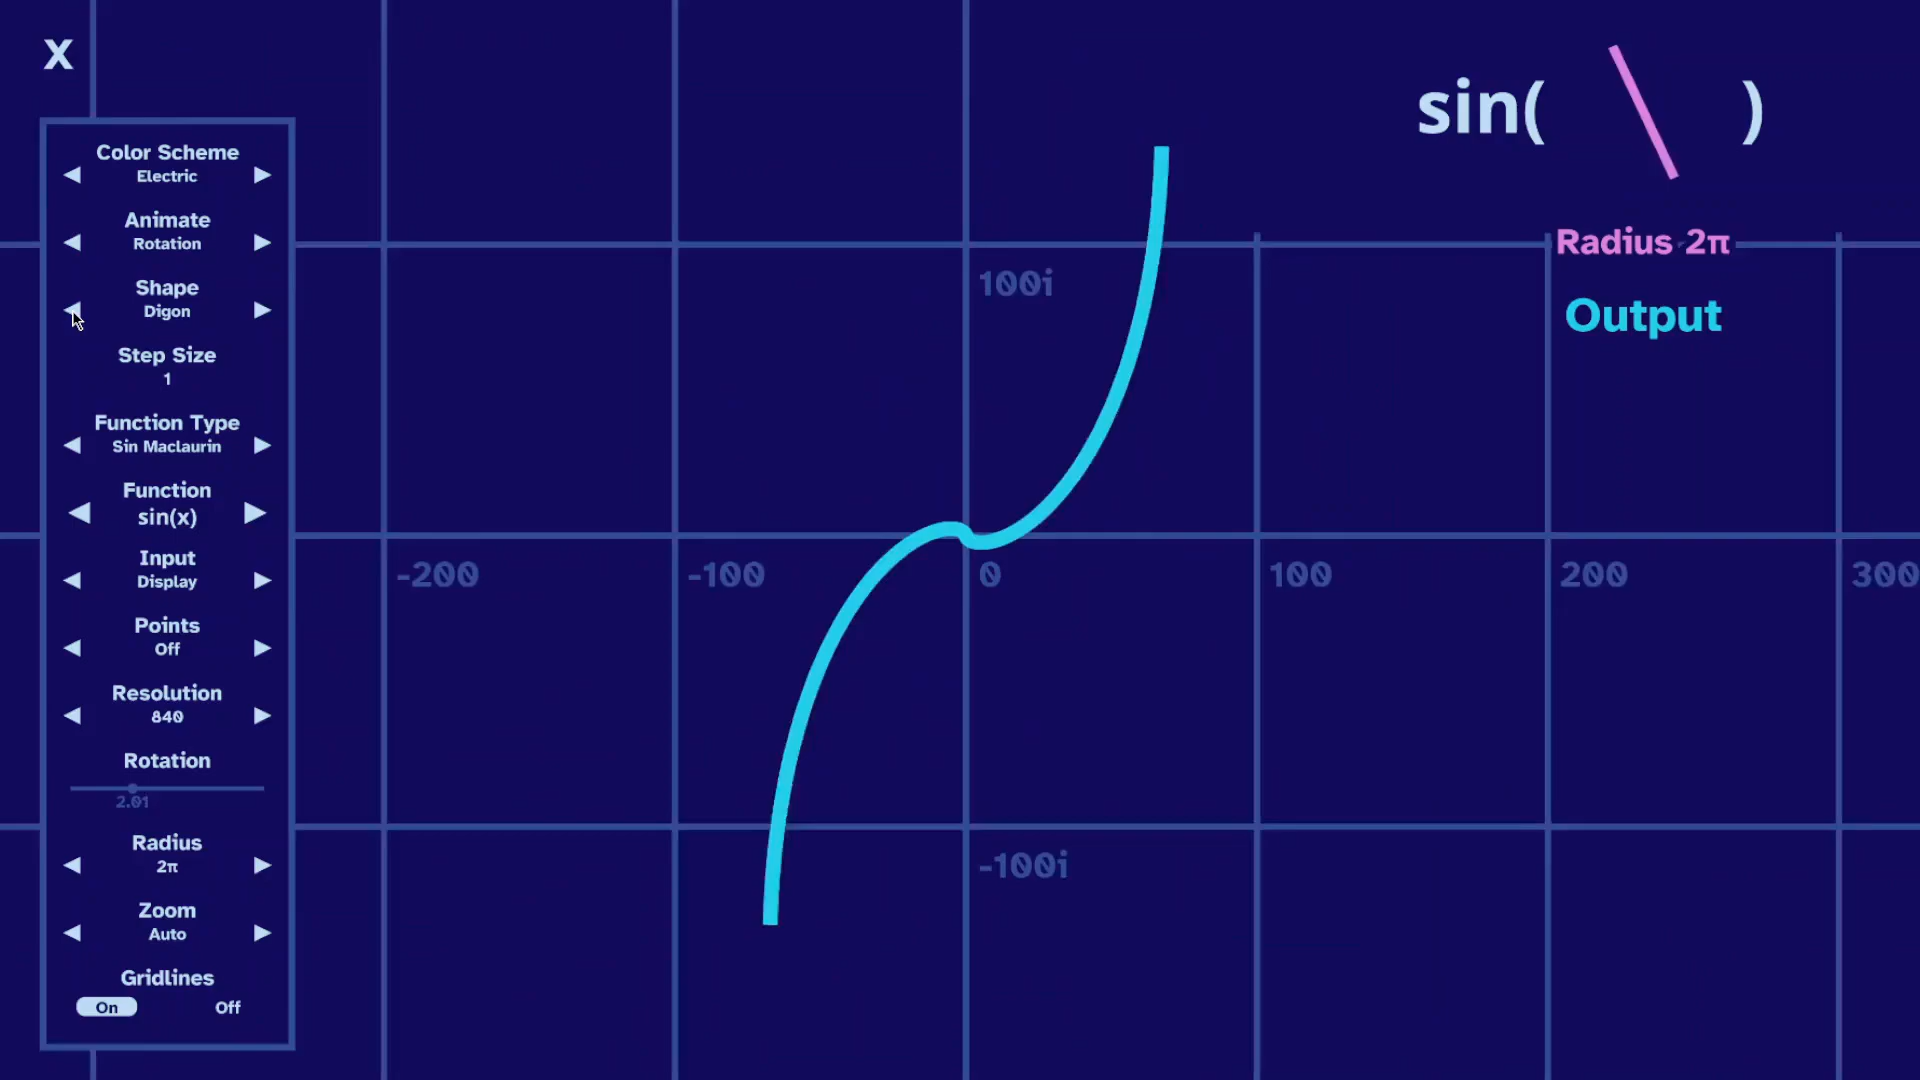 X
Color Scheme
Electric
Animate
Rotation
Shape
Digon
Step Size
1
Function Type
Sin Maclaurin
Function
sin(x)
Input
Display
Points
Off
Resolution
840
Rotation
2.01
Radius
2π
Zoom
Auto
Gridlines
On Off
sin( )
Radius 2π
Output
100i
-200 -100 0 100 200 300
-100i